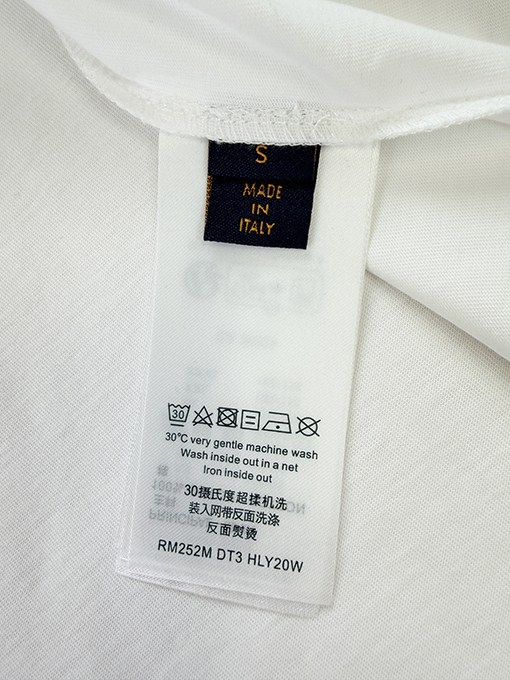 S
MADE
IN
ITALY
30
30°C very gentle machine wash
Wash inside out in a net
Iron inside out
30摄氏度超揉机洗
装入网带反面洗涤
反面熨烫
RM252M DT3 HLY20W